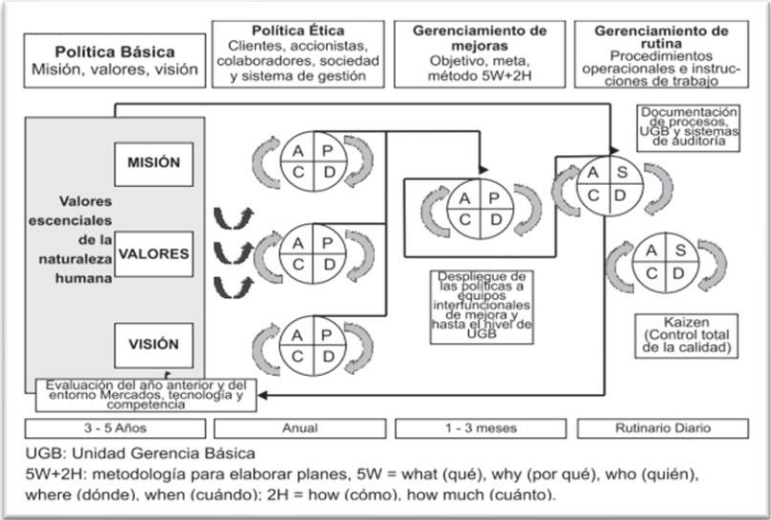 Política Básica
Misión, valores, visión
Política Ética
Clientes, accionistas,
colaboradores, sociedad
y sistema de gestión
Gerenciamiento de
mejoras
Objetivo, meta,
método 5W+2H
Gerenciamiento de
rutina
Procedimientos
operacionales e instruc-
ciones de trabajo
Valores
escenciales
de la
naturaleza
humana
MISIÓN
VALORES
VISIÓN
A P
C D
A P
C D
A P
C D
A P
C D
Despliegue de
las políticas a
equipos
interfuncionales
de mejora y
hasta el nivel de
UGB
Documentación
de procesos,
UGB y sistemas
de auditoría
A S
C D
A S
C D
Kaizen
(Control total
de la calidad)
Evaluación del año anterior y del
entorno Mercados, tecnología y
competencia
3 - 5 Años
Anual
1 - 3 meses
Rutinario Diario
UGB: Unidad Gerencia Básica
5W+2H: metodología para elaborar planes, 5W = what (qué), why (por qué), who (quién),
where (dónde), when (cuándo): 2H = how (cómo), how much (cuánto).